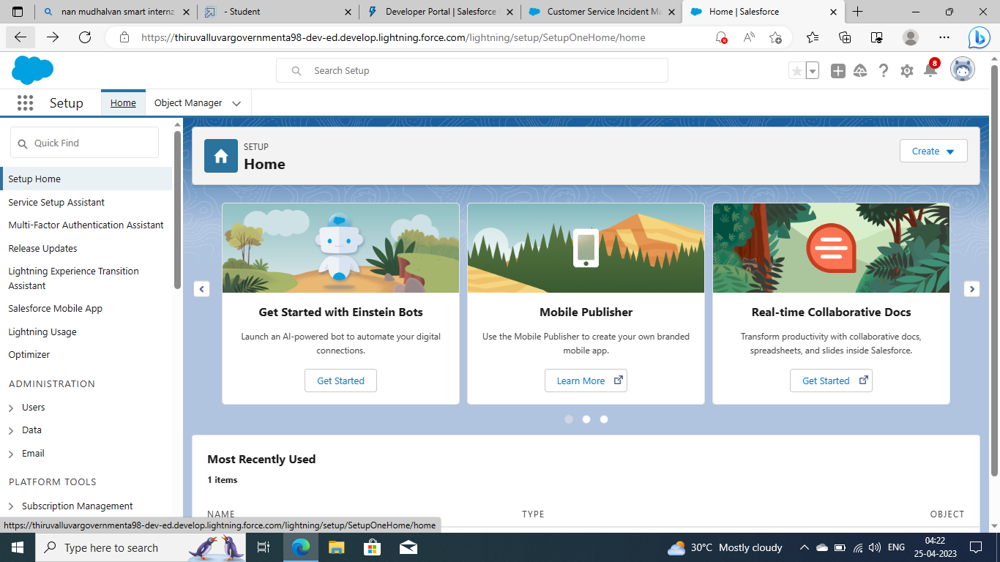 nan mudhalvan smart internz
- Student
Developer Portal | Salesforce
Customer Service Incident Ma
Home | Salesforce
https://thiruvalluvargovernmenta98-dev-ed.develop.lightning.force.com/lightning/setup/SetupOneHome/home
Search Setup
8
Setup
Home
Object Manager
Quick Find
Setup Home
Service Setup Assistant
Multi-Factor Authentication Assistant
Release Updates
Lightning Experience Transition
Assistant
Salesforce Mobile App
Lightning Usage
Optimizer
ADMINISTRATION
Users
Data
Email
PLATFORM TOOLS
Subscription Management
SETUP
Home
Create
Get Started with Einstein Bots
Launch an AI-powered bot to automate your digital
connections.
Get Started
Mobile Publisher
Use the Mobile Publisher to create your own branded
mobile app.
Learn More
Real-time Collaborative Docs
Transform productivity with collaborative docs,
spreadsheets, and slides inside Salesforce.
Get Started
Most Recently Used
1 items
NAME TYPE OBJECT
https://thiruvalluvargovernmenta98-dev-ed.develop.lightning.force.com/lightning/setup/SetupOneHome/home
Type here to search
30°C Mostly cloudy
ENG
04:22
25-04-2023